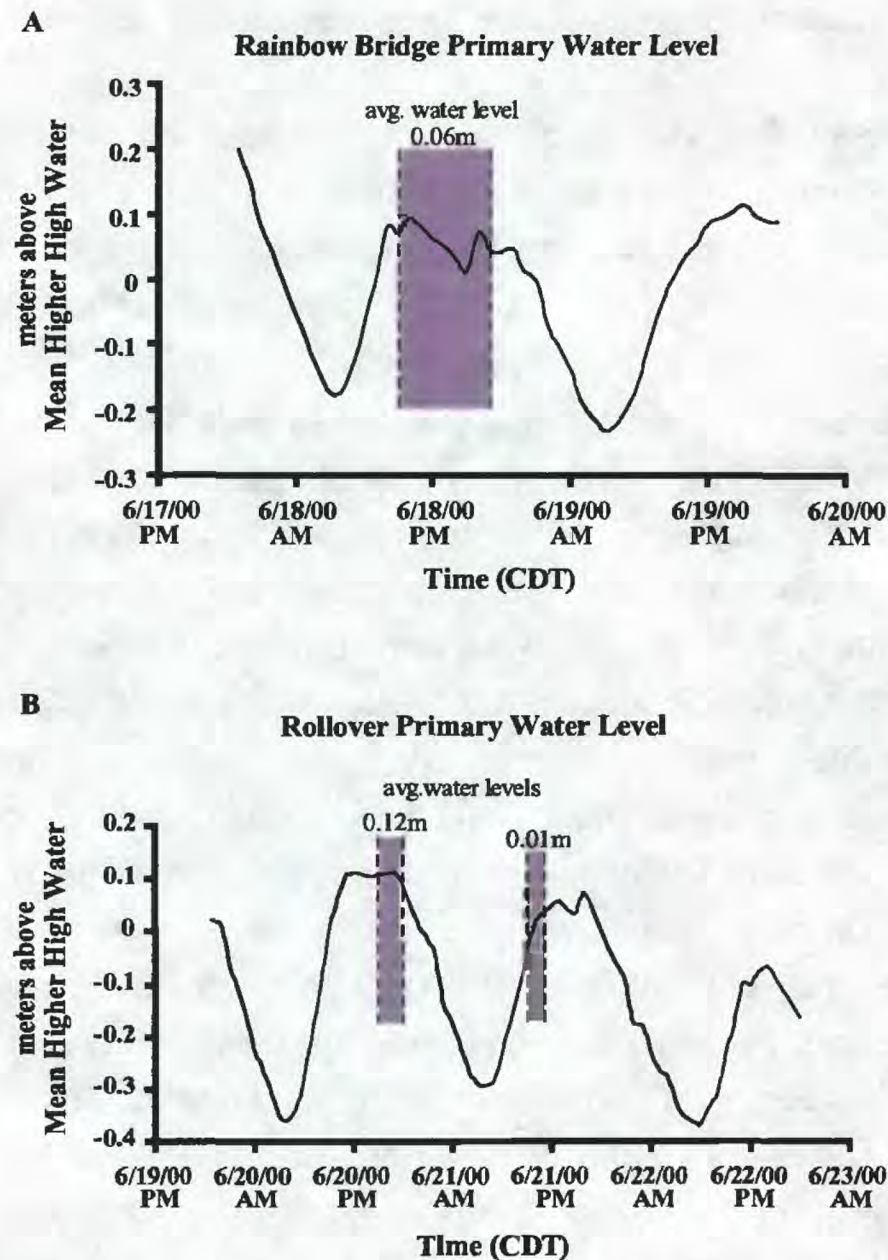 A
Rainbow Bridge Primary Water Level
avg. water level
0.06m
meters above
Mean Higher High Water
0.3
0.2
0.1
0
-0.1
-0.2
-0.3
6/17/00 6/18/00 6/18/00 6/19/00 6/19/00 6/20/00
PM AM PM AM PM AM
Time (CDT)
B
Rollover Primary Water Level
avg.water levels
0.12m 0.01m
meters above
Mean Higher High Water
0.2
0.1
0
-0.1
-0.2
-0.3
-0.4
6/19/00 6/20/00 6/20/00 6/21/00 6/21/00 6/22/00 6/22/00 6/23/00
PM AM PM AM PM AM PM AM
Time (CDT)